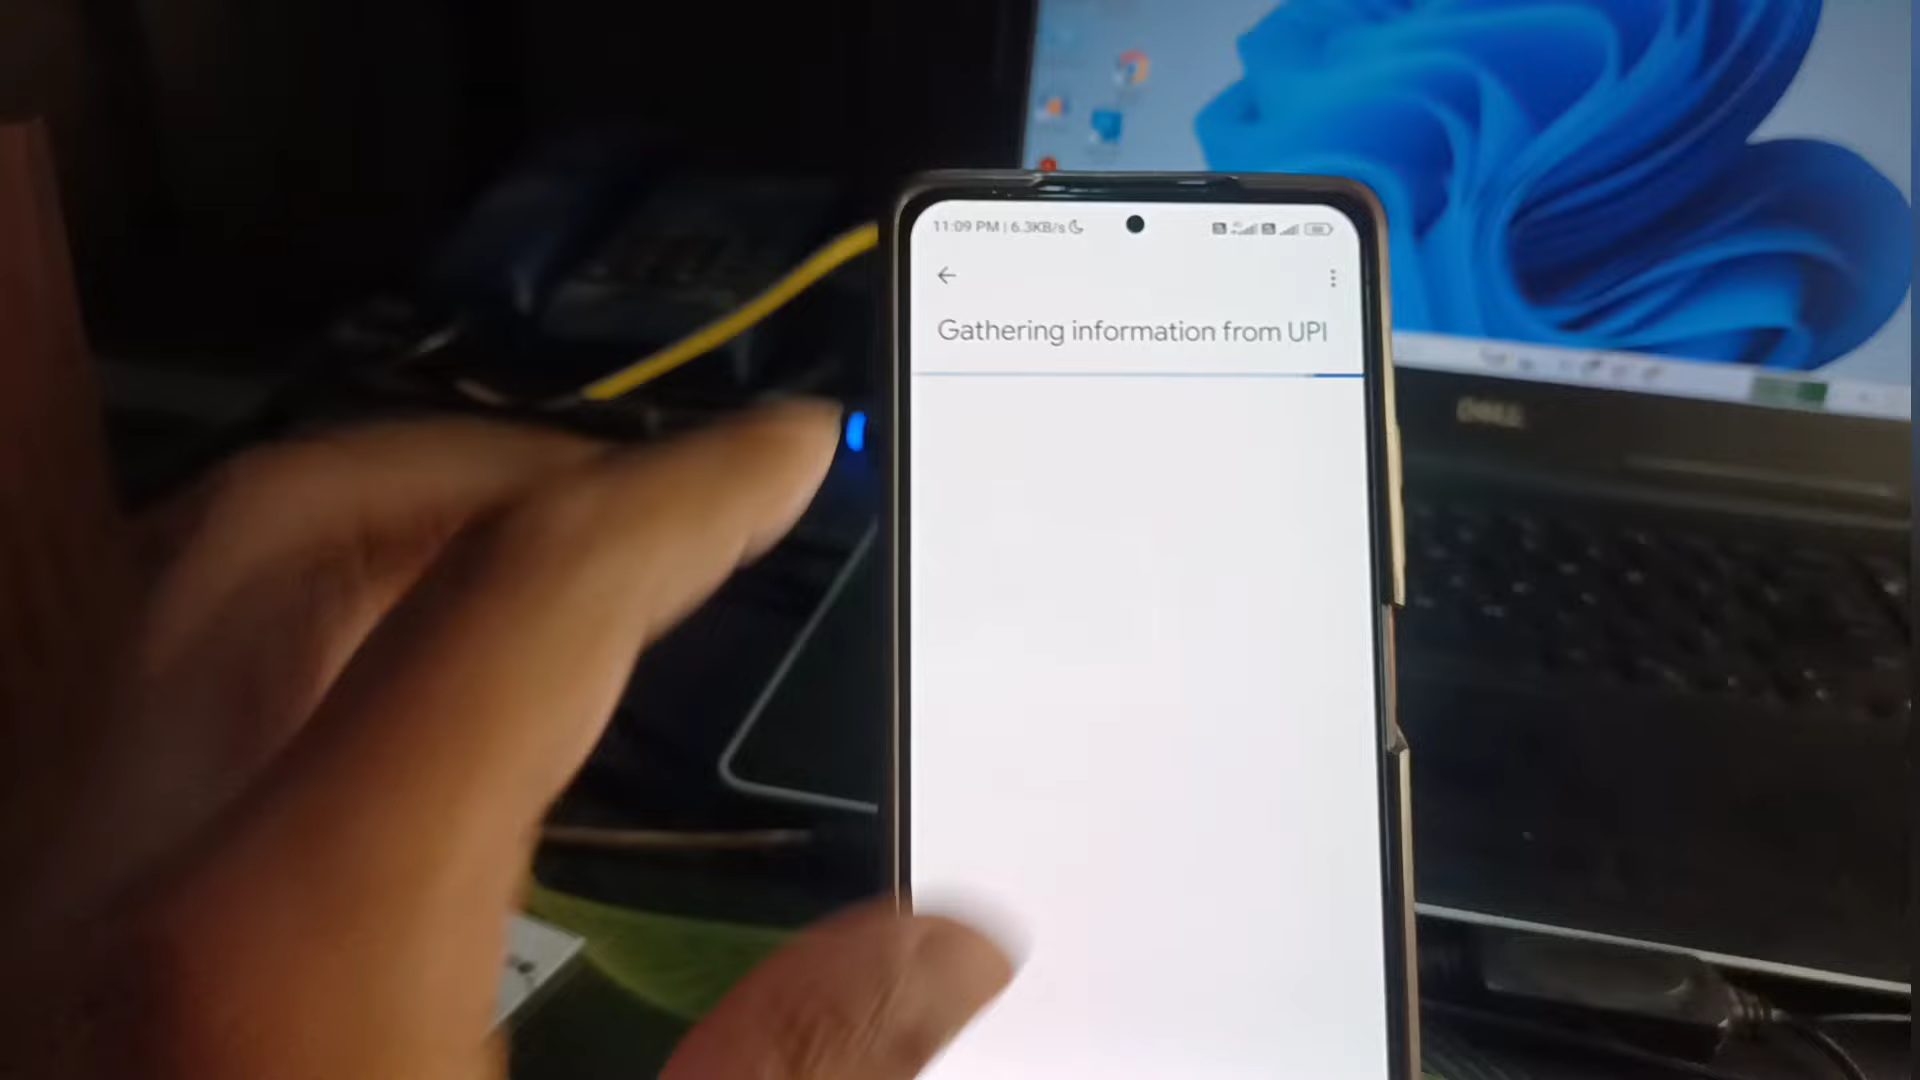 11:09 PM | 6.3KB/s
Gathering information from UPI
DELL